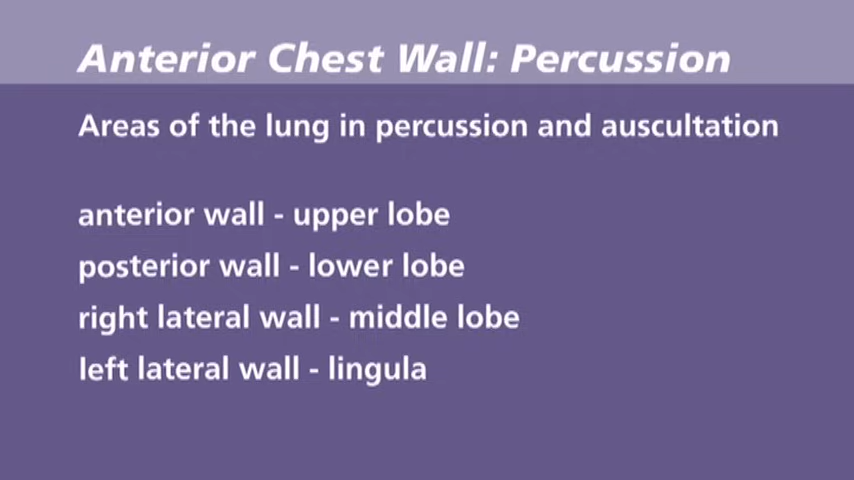 Anterior Chest Wall: Percussion
Areas of the lung in percussion and auscultation
anterior wall - upper lobe
posterior wall - lower lobe
right lateral wall - middle lobe
left lateral wall - lingula